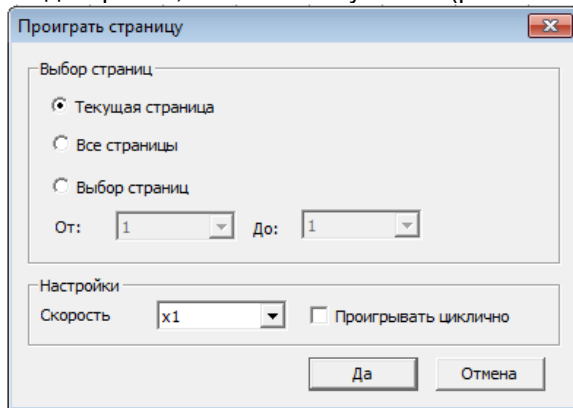 Проиграть страницу
Выбор страниц
Текущая страница
Все страницы
Выбор страниц
От: 1 До: 1
Настройки
Скорость x1 Проигрывать циклично
Да Отмена